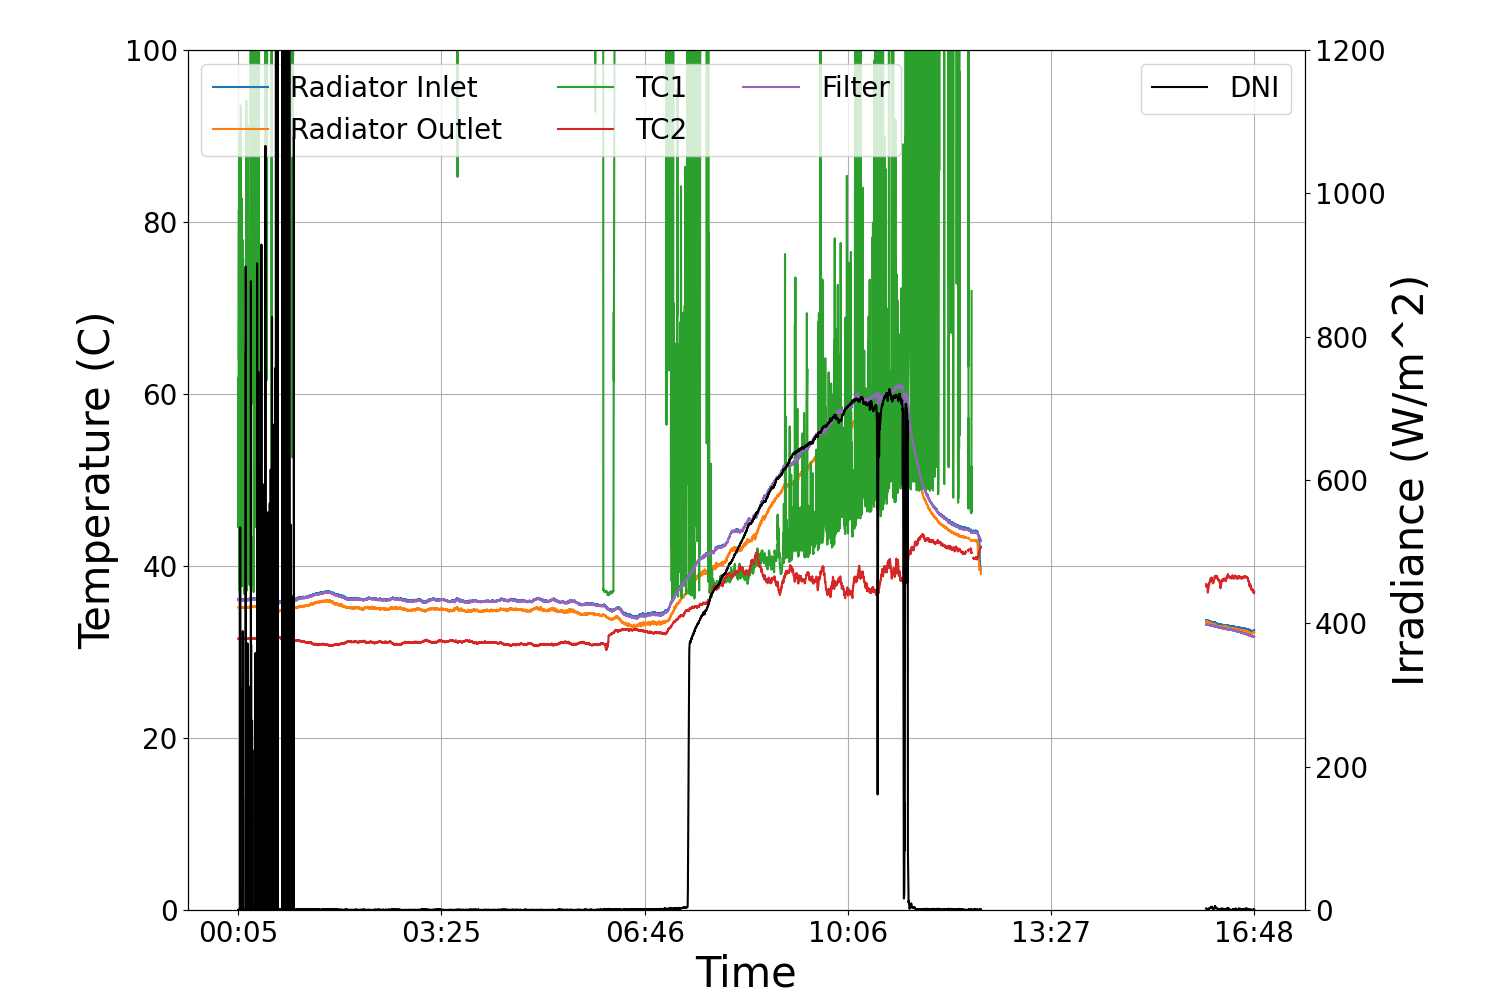 Radiator Inlet
Radiator Outlet
TC1
TC2
Filter
DNI
100
80
60
40
20
0
Temperature (C)
1200
1000
800
600
400
200
0
Irradiance (W/m^2)
00:05 03:25 06:46 10:06 13:27 16:48
Time